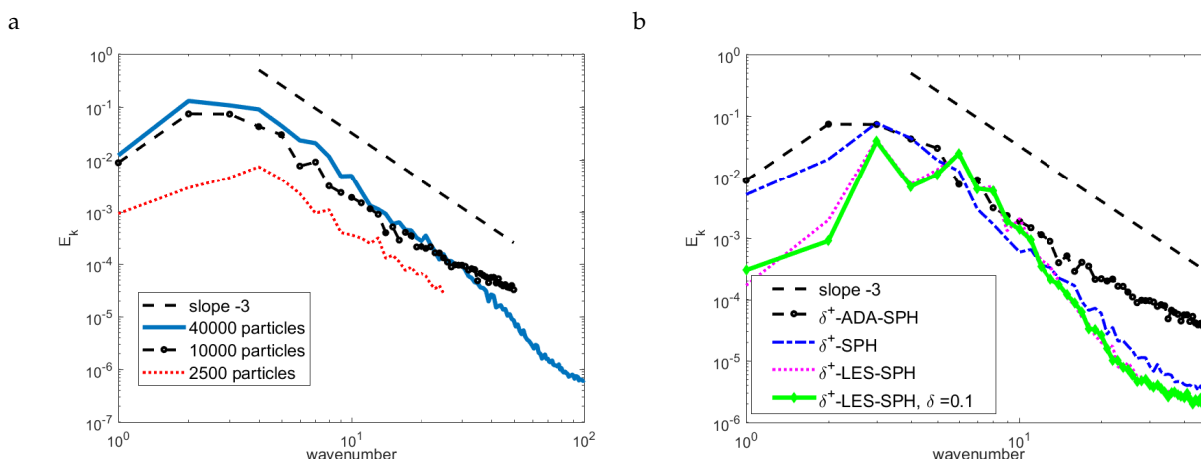 a
10^0
10^-1
10^-2
10^-3
10^-4
10^-5
10^-6
10^-7
E_k
slope -3
40000 particles
10000 particles
2500 particles
10^0
10^1
10^2
wavenumber
b
10^0
10^-1
10^-2
10^-3
10^-4
10^-5
10^-6
E_k
slope -3
δ^+-ADA-SPH
δ^+-SPH
δ^+-LES-SPH
δ^+-LES-SPH, δ =0.1
10^0
10^1
wavenumber